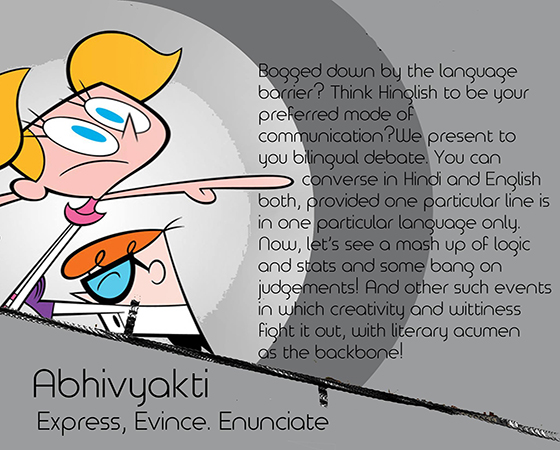 Bogged down by the language
barrier? Think Hinglish to be your
preferred mode of
communication?We present to
you bilingual debate. You can
converse in Hindi and English
both, provided one particular line is
in one particular language only.
Now, let's see a mash up of logic
and stats and some bang on
judgements! And other such events
in which creativity and wittiness
fight it out, with literary acumen
as the backbone!
Abhivyakti
Express, Evince. Enunciate